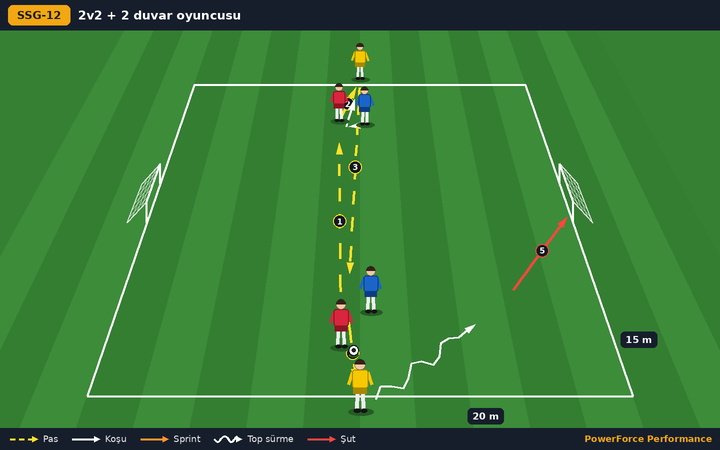 SSG-12 2v2 + 2 duvar oyuncusu
2
3
1
5
15 m
20 m
Pas Koşu Sprint Top sürme Şut PowerForce Performance